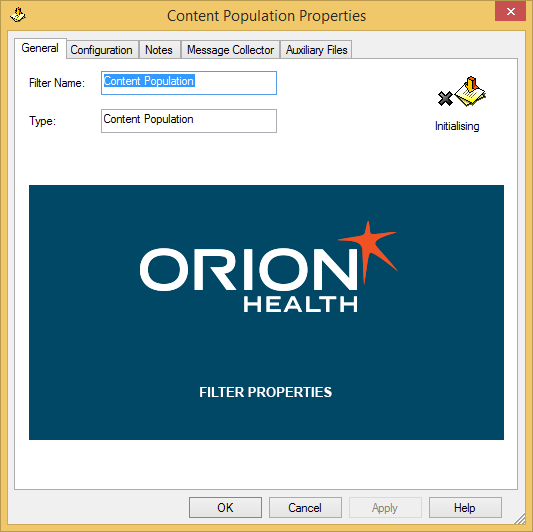 Content Population Properties
General Configuration Notes Message Collector Auxiliary Files
Filter Name: Content Population
Type: Content Population
Initialising
ORION
HEALTH
FILTER PROPERTIES
OK Cancel Apply Help